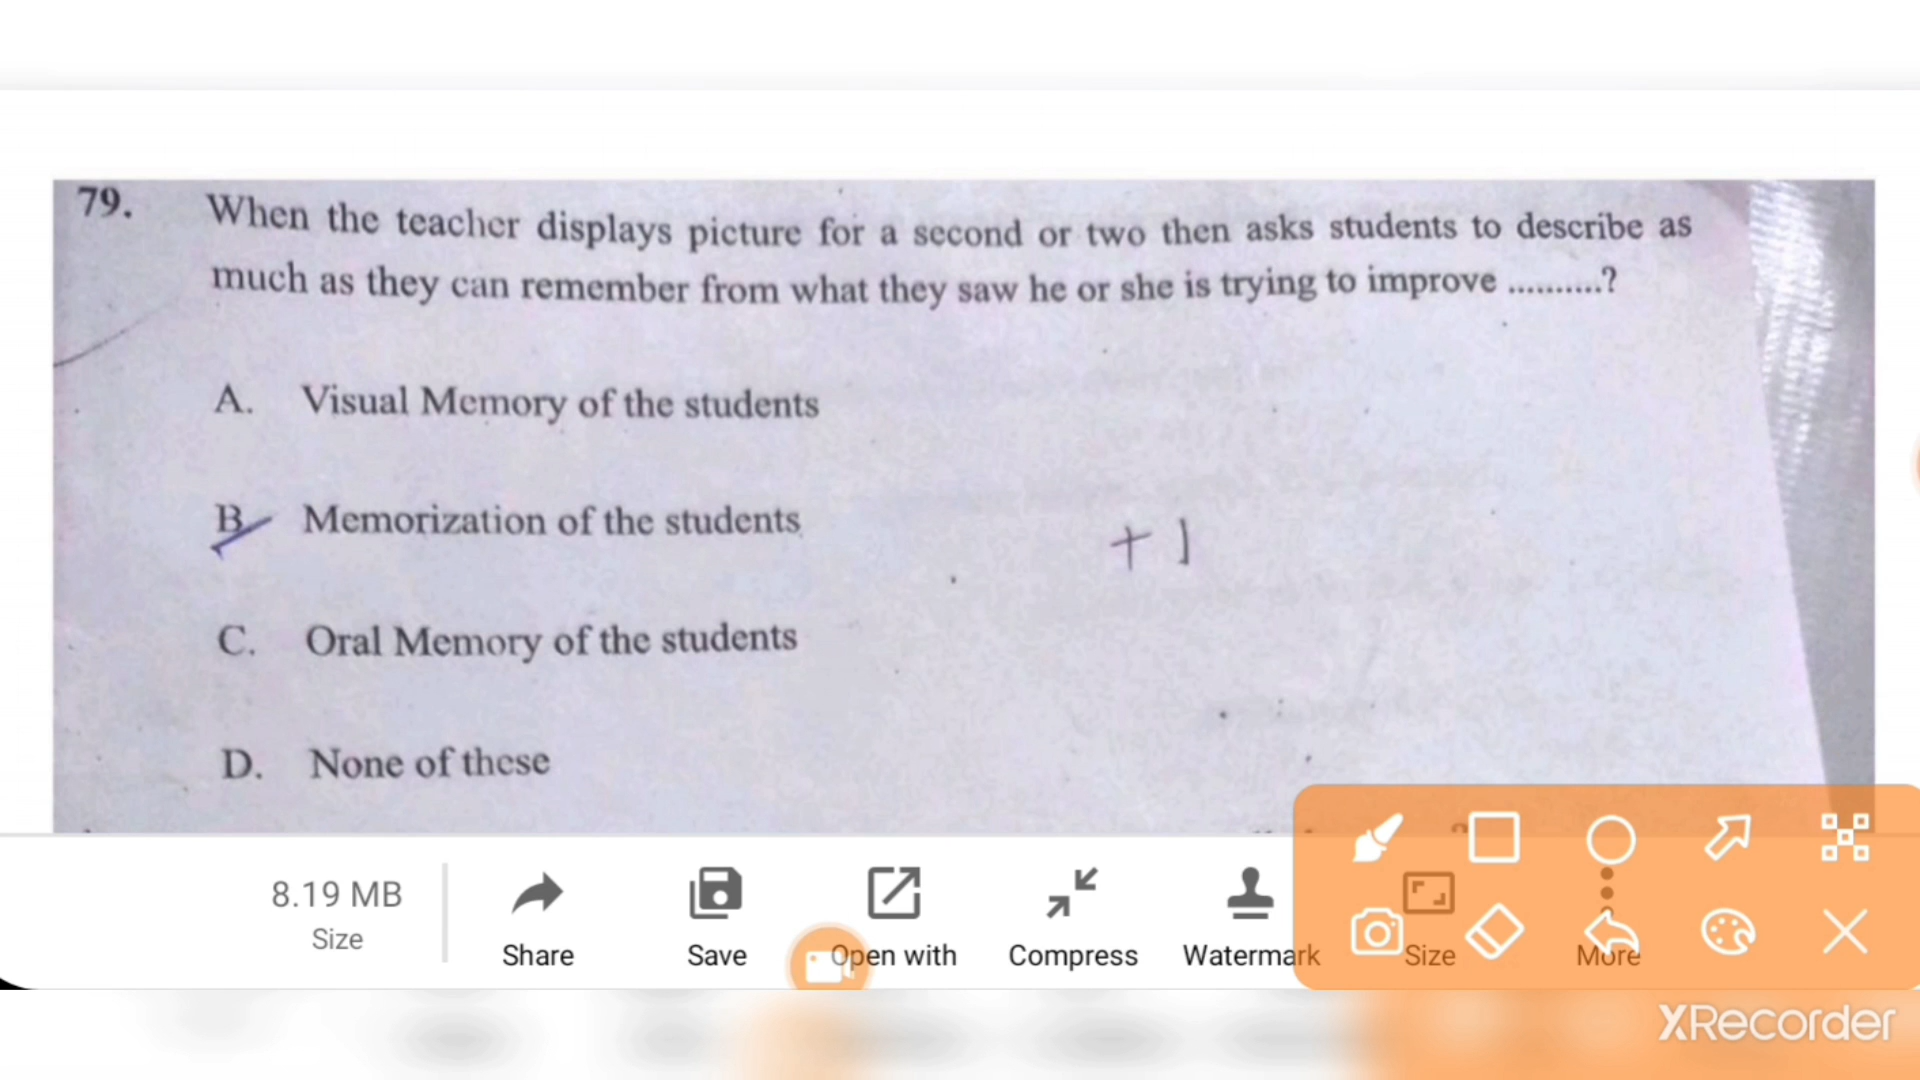 79. When the teacher displays picture for a second or two then asks students to describe as
much as they can remember from what they saw he or she is trying to improve ..........?
A. Visual Memory of the students
B. Memorization of the students
+1
C. Oral Memory of the students
D. None of these
8.19 MB
Size
Share
Save
Open with
Compress
Watermark
Size
More
XRecorder